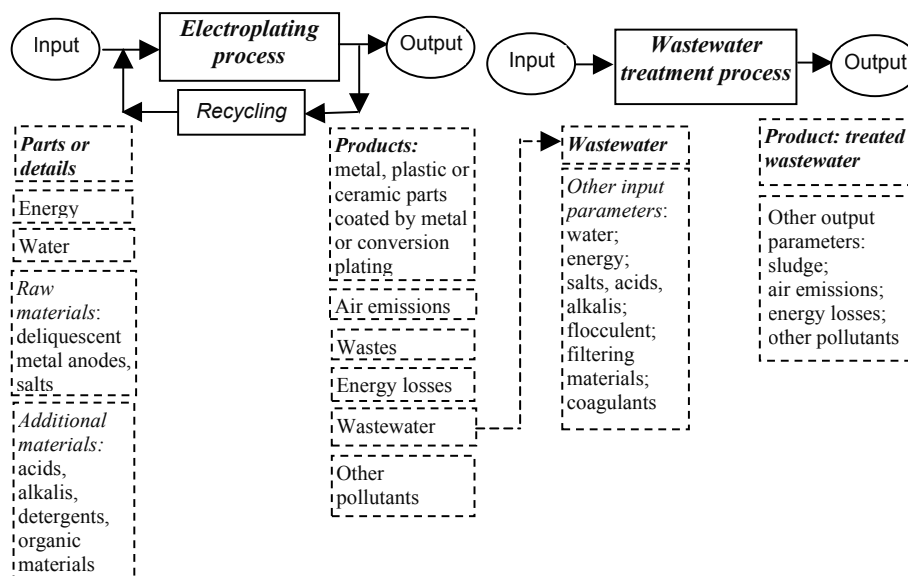 Input
Electroplating
process
Output
Recycling
Parts or
details
Energy
Water
Raw
materials:
deliquescent
metal anodes,
salts
Additional
materials:
acids,
alkalis,
detergents,
organic
materials
Products:
metal, plastic or
ceramic parts
coated by metal
or conversion
plating
Air emissions
Wastes
Energy losses
Wastewater
Other
pollutants
Input
Wastewater
treatment process
Output
Wastewater
Other input
parameters:
water;
energy;
salts, acids,
alkalis;
flocculent;
filtering
materials;
coagulants
Product: treated
wastewater
Other output
parameters:
sludge;
air emissions;
energy losses;
other pollutants